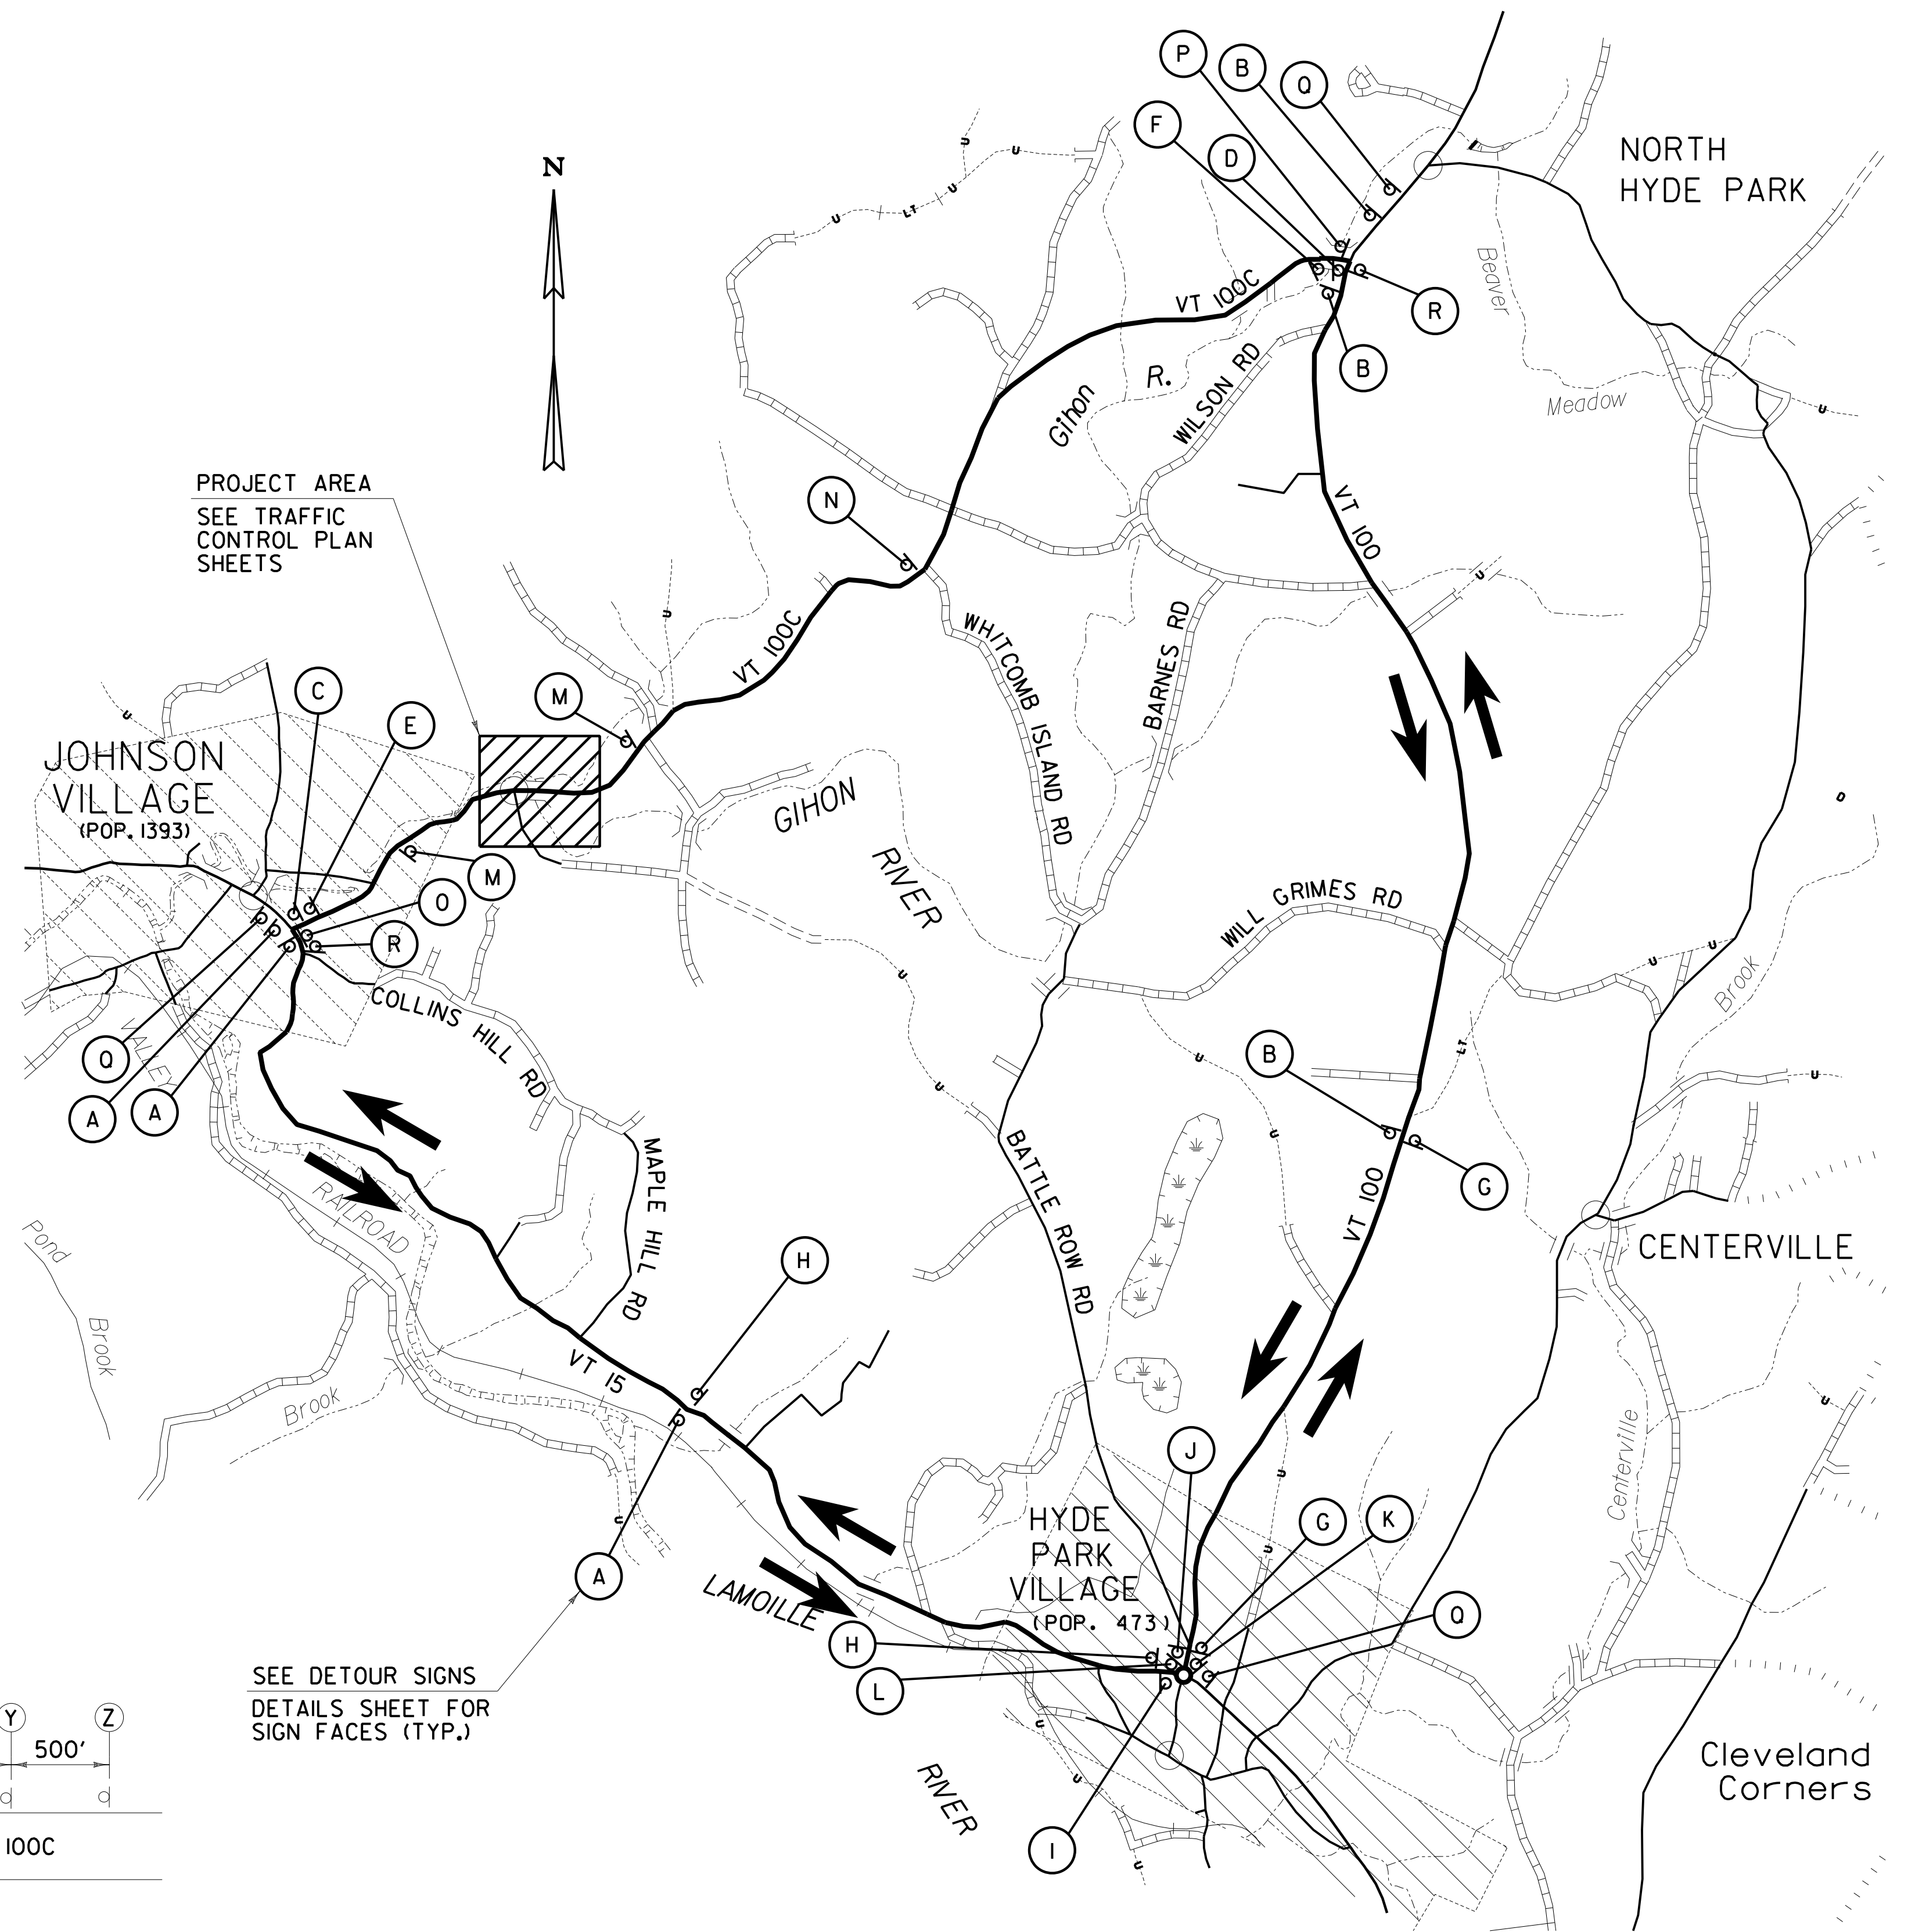 P
B
Q
F
D
N
NORTH
HYDE PARK
U
U
U
LT
U
VT 100C
R
B
Beaver
Meadow
U
Gihon
R.
WILSON RD
PROJECT AREA
SEE TRAFFIC
CONTROL PLAN
SHEETS
N
VT 100
U
U
VT 100C
WHITCOMB ISLAND RD
BARNES RD
C
M
E
U
JOHNSON
VILLAGE
(POP. 1393)
GIHON
RIVER
D
M
O
R
WILL GRIMES RD
U
U
U
Brook
COLLINS HILL RD
VALLEY
Q
A
A
B
U
LT
U
U
U
MAPLE HILL RD
BATTLE ROW RD
G
VT 100
RAILROAD
Pond
Brook
H
CENTERVILLE
VT 15
Brook
U
Centerville
J
U
U
HYDE
PARK
VILLAGE
(POP. 473)
G
K
U
A
LAMOILLE
H
Q
L
SEE DETOUR SIGNS
DETAILS SHEET FOR
SIGN FACES (TYP.)
Y
Z
500'
U
U
Cleveland
Corners
RIVER
100C
I
U